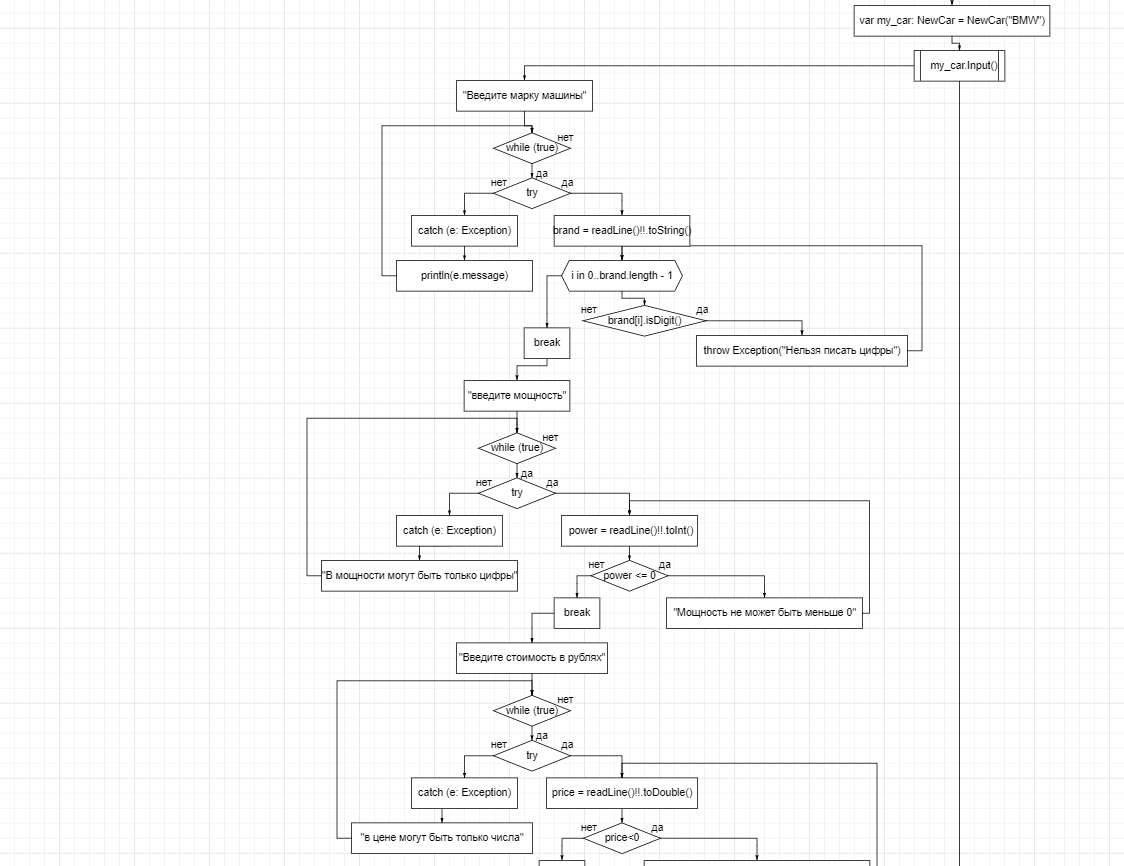 var my_car: NewCar = NewCar("BMW")
my_car.Input()
"Введите марку машины"
нет
while (true)
да
нет
да
try
catch (e: Exception)
brand = readLine()!!.toString()
println(e.message)
i in 0..brand.length - 1
нет
да
brand[i].isDigit()
break
throw Exception("Нельзя писать цифры")
"введите мощность"
нет
while (true)
да
нет
да
try
catch (e: Exception)
power = readLine()!!.toInt()
нет
да
"В мощности могут быть только цифры"
power <= 0
break
"Мощность не может быть меньше 0"
"Введите стоимость в рублях"
нет
while (true)
да
нет
да
try
catch (e: Exception)
price = readLine()!!.toDouble()
нет
да
"в цене могут быть только числа"
price<0